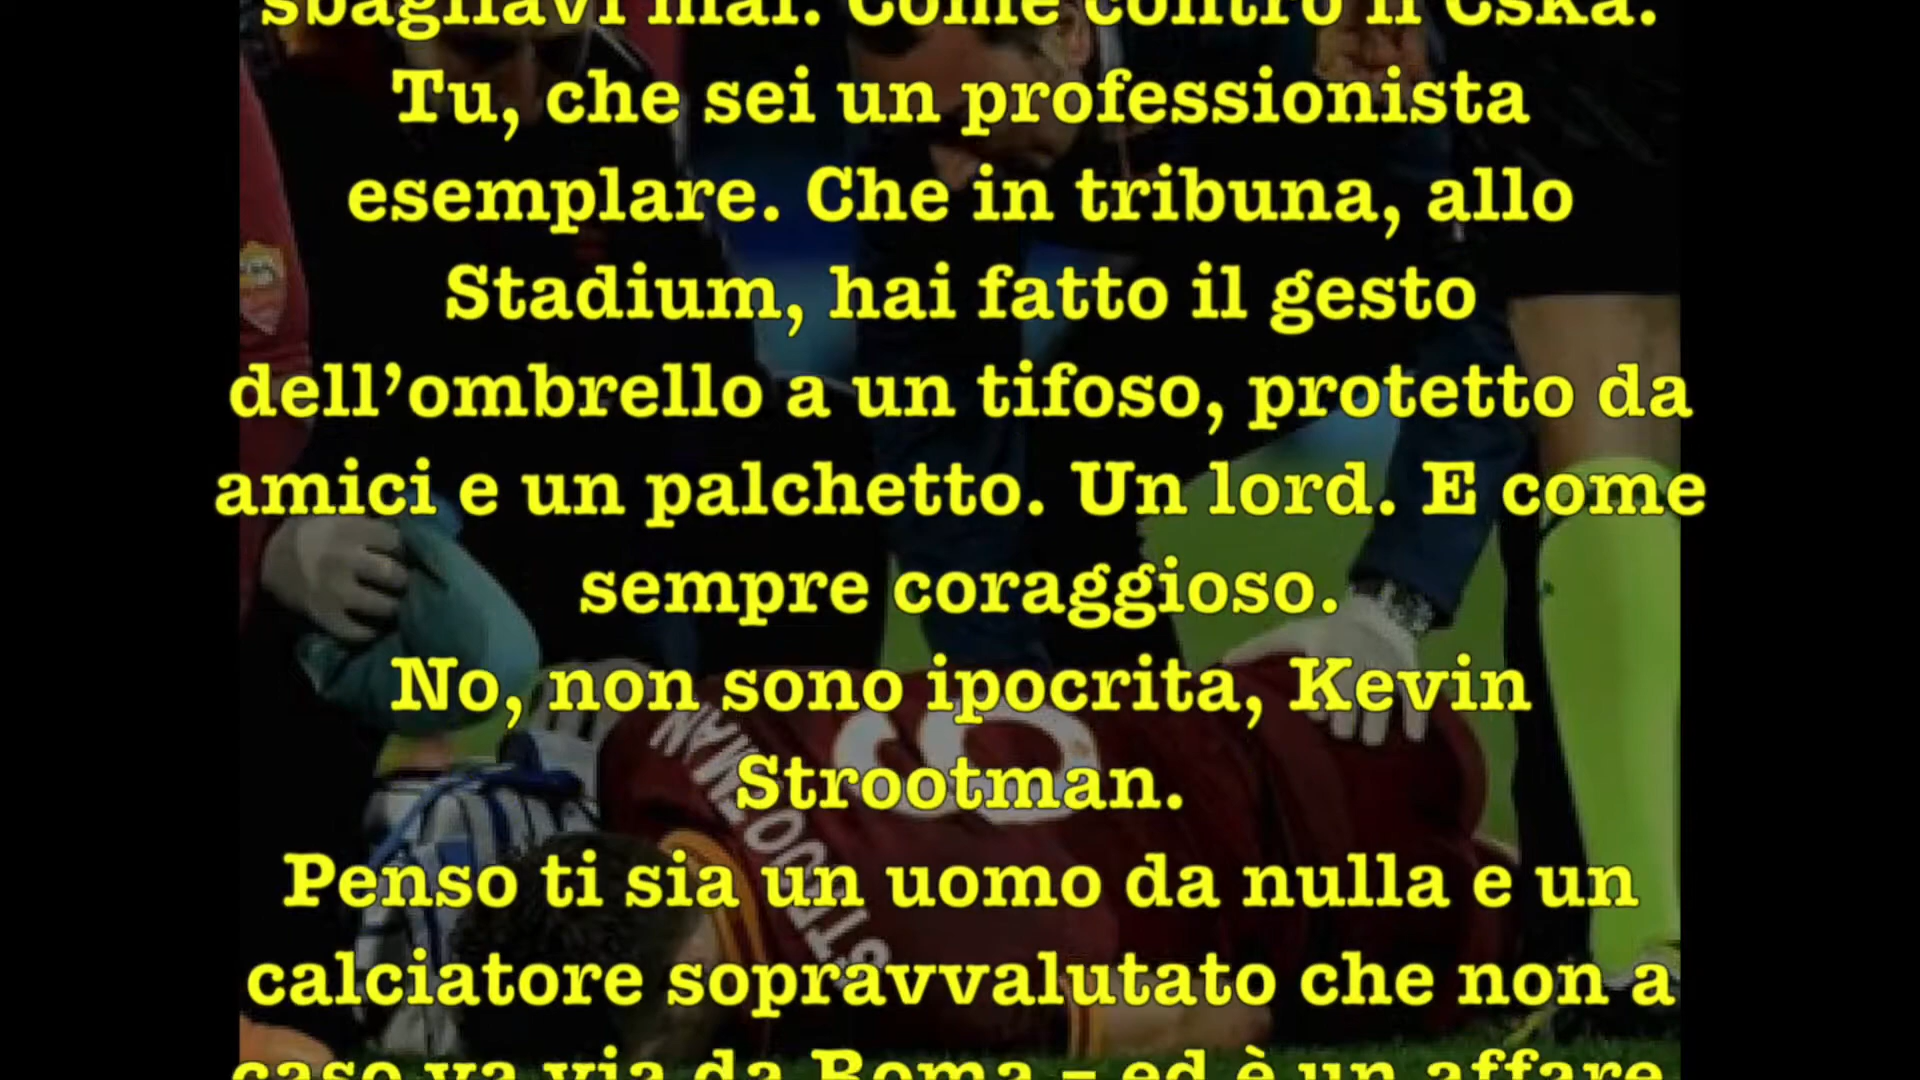 sbagliavi mai. Come contro il Cska.
Tu, che sei un professionista
esemplare. Che in tribuna, allo
Stadium, hai fatto il gesto
dell’ombrello a un tifoso, protetto da
amici e un palchetto. Un lord. E come
sempre coraggioso.
No, non sono ipocrita, Kevin
Strootman.
Penso ti sia un uomo da nulla e un
calciatore sopravvalutato che non a
caso va via da Roma – ed è un affare
STROOTMAN
6